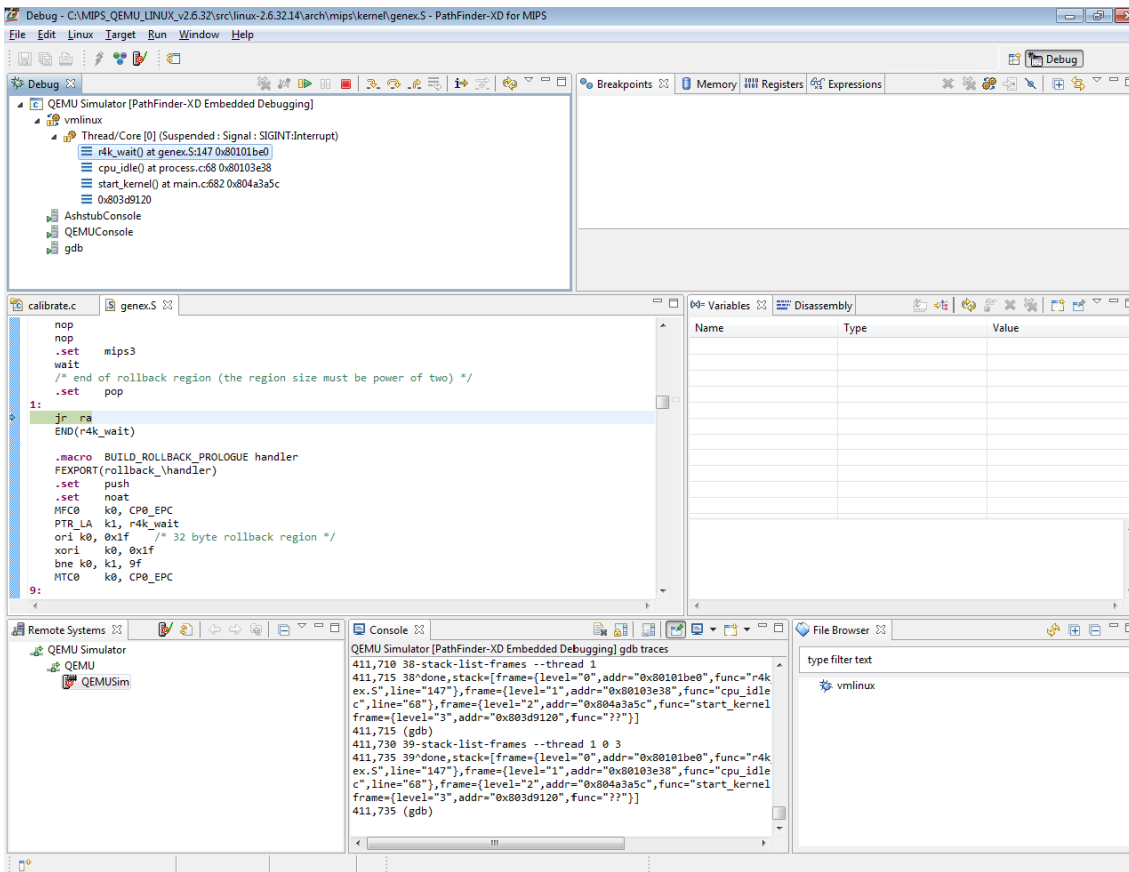 Debug - C:\MIPS_QEMU_LINUX_v2.6.32\src\linux-2.6.32.14\arch\mips\kernel\genex.S - PathFinder-XD for MIPS
File Edit Linux Target Run Window Help
Debug
Debug
QEMU Simulator [PathFinder-XD Embedded Debugging]
vmlinux
Thread/Core [0] (Suspended : Signal : SIGINT:Interrupt)
r4k_wait() at genex.S:147 0x80101be0
cpu_idle() at process.c:68 0x80103e38
start_kernel() at main.c:682 0x804a3a5c
0x803d9120
AshstubConsole
QEMUConsole
gdb
Breakpoints Memory Registers Expressions
calibrate.c genex.S
nop
nop
.set mips3
wait
/* end of rollback region (the region size must be power of two) */
.set pop
1:
jr ra
END(r4k_wait)
.macro BUILD_ROLLBACK_PROLOGUE handler
FEXPORT(rollback_\handler)
.set push
.set noat
MFC0 k0, CP0_EPC
PTR_LA k1, r4k_wait
ori k0, 0x1f /* 32 byte rollback region */
xori k0, 0x1f
bne k0, k1, 9f
MTC0 k0, CP0_EPC
9:
Variables Disassembly
Name Type Value
Remote Systems
QEMU Simulator
QEMU
QEMUSim
Console
QEMU Simulator [PathFinder-XD Embedded Debugging] gdb traces
411,710 38-stack-list-frames --thread 1
411,715 38^done,stack=[frame={level="0",addr="0x80101be0",func="r4k
ex.S",line="147"},frame={level="1",addr="0x80103e38",func="cpu_idle
c",line="68"},frame={level="2",addr="0x804a3a5c",func="start_kernel
frame={level="3",addr="0x803d9120",func="??"}]
411,715 (gdb)
411,730 39-stack-list-frames --thread 1 0 3
411,735 39^done,stack=[frame={level="0",addr="0x80101be0",func="r4k
ex.S",line="147"},frame={level="1",addr="0x80103e38",func="cpu_idle
c",line="68"},frame={level="2",addr="0x804a3a5c",func="start_kernel
frame={level="3",addr="0x803d9120",func="??"}]
411,735 (gdb)
File Browser
type filter text
vmlinux